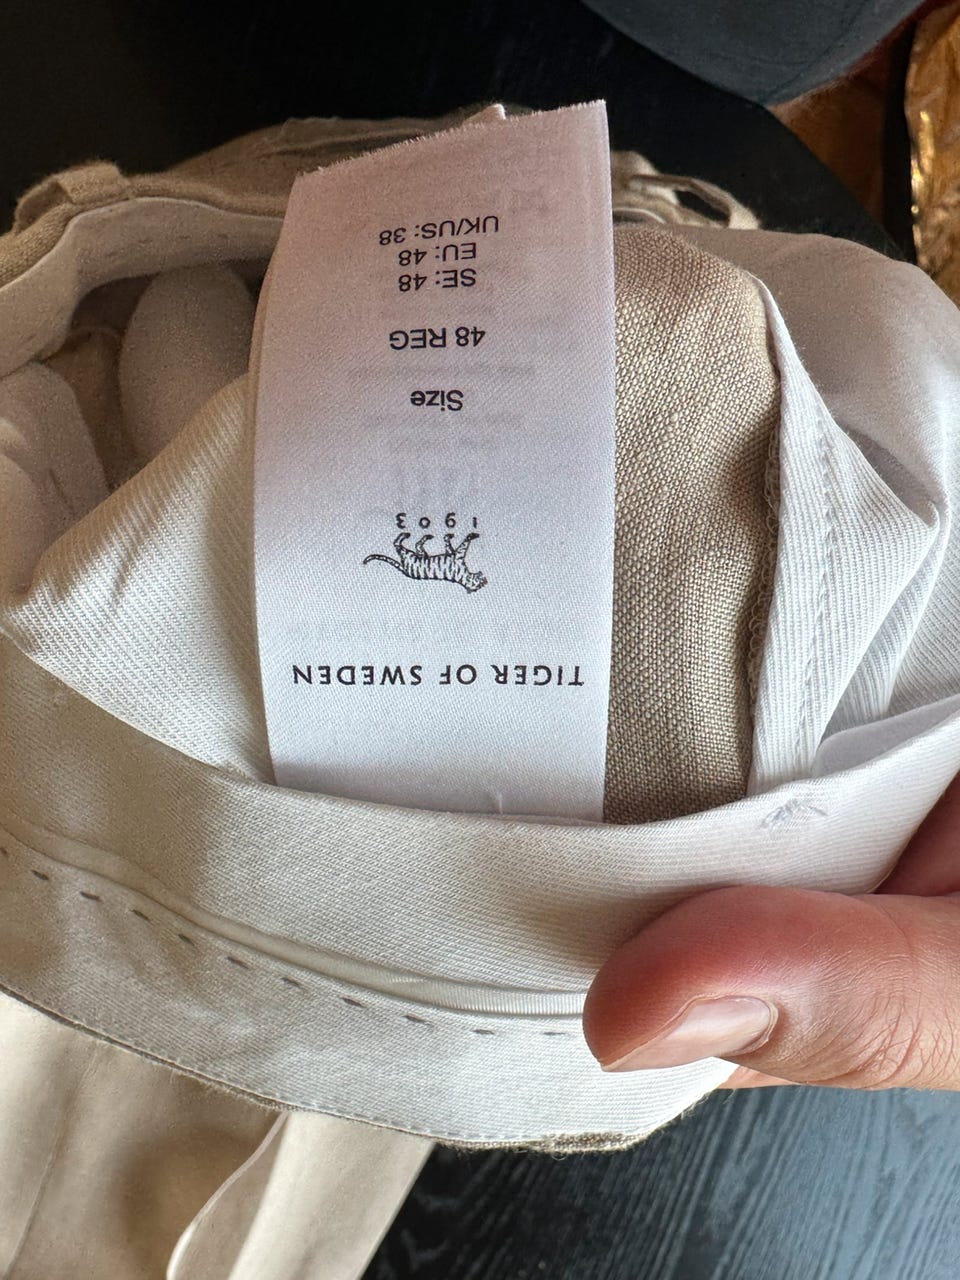 TIGER OF SWEDEN
1903
Size
48 REG
SE: 48
EU: 48
UK/US: 38